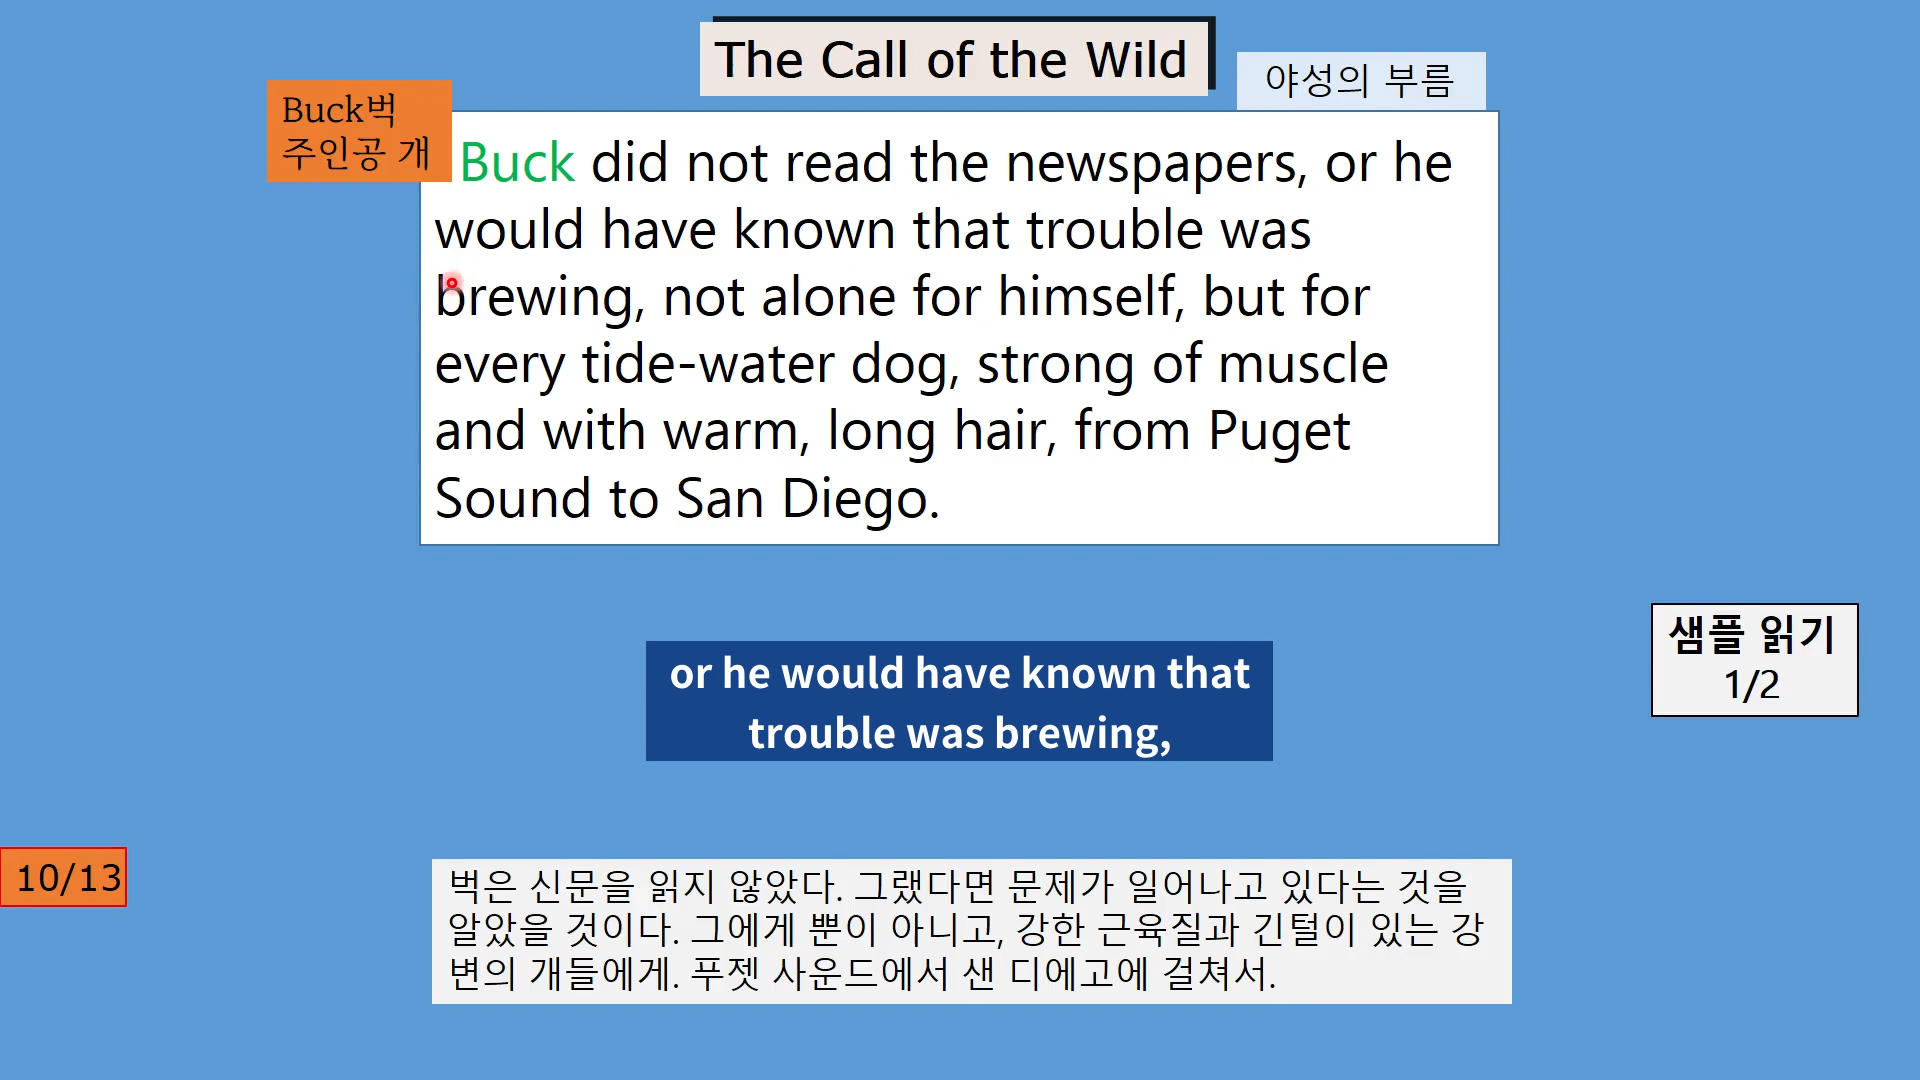 The Call of the Wild
야성의 부름
Buck벅
주인공 개
Buck did not read the newspapers, or he
would have known that trouble was
brewing, not alone for himself, but for
every tide-water dog, strong of muscle
and with warm, long hair, from Puget
Sound to San Diego.
샘플 읽기
1/2
or he would have known that
trouble was brewing,
10/13
벅은 신문을 읽지 않았다. 그랬다면 문제가 일어나고 있다는 것을
알았을 것이다. 그에게 뿐이 아니고, 강한 근육질과 긴털이 있는 강
변의 개들에게. 푸젯 사운드에서 샌 디에고에 걸쳐서.